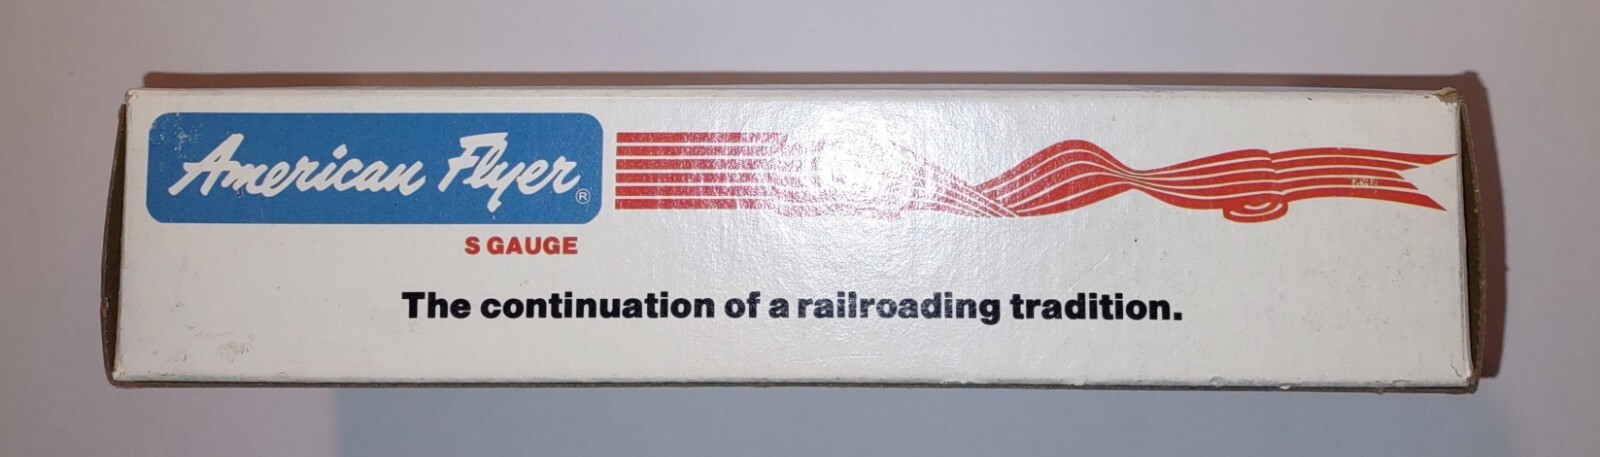 American Flyer®
S GAUGE
The continuation of a railroading tradition.